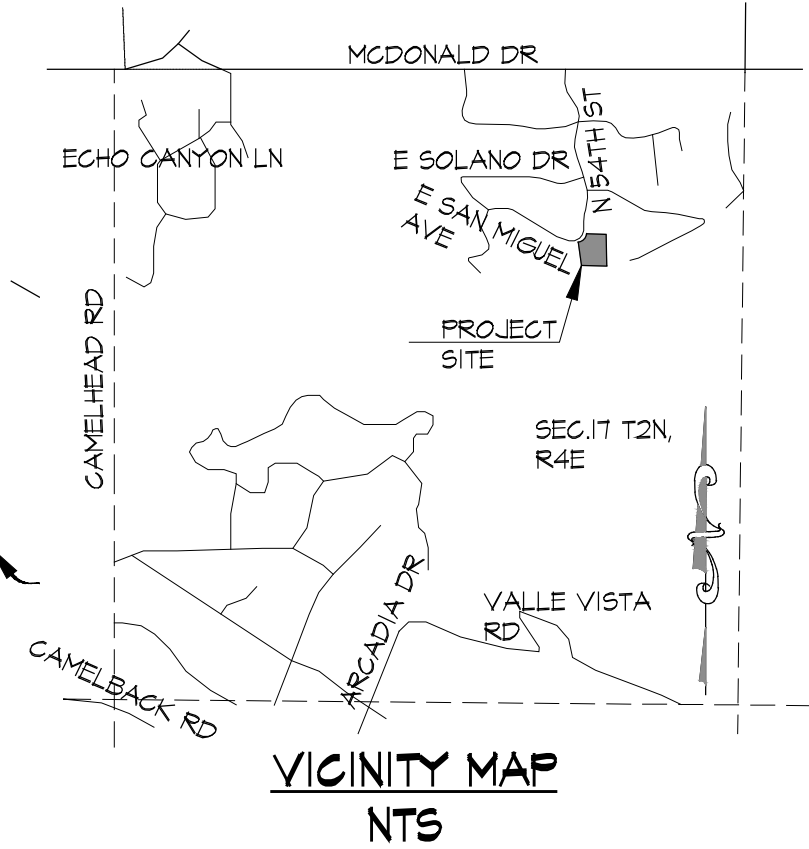 MCDONALD DR
N 54TH ST
ECHO CANYON LN
E SOLANO DR
E SAN MIGUEL
AVE
CAMELHEAD RD
PROJECT
SITE
SEC.17 T2N,
R4E
ARCADIA DR
VALLE VISTA
RD
CAMELBACK RD
VICINITY MAP
NTS